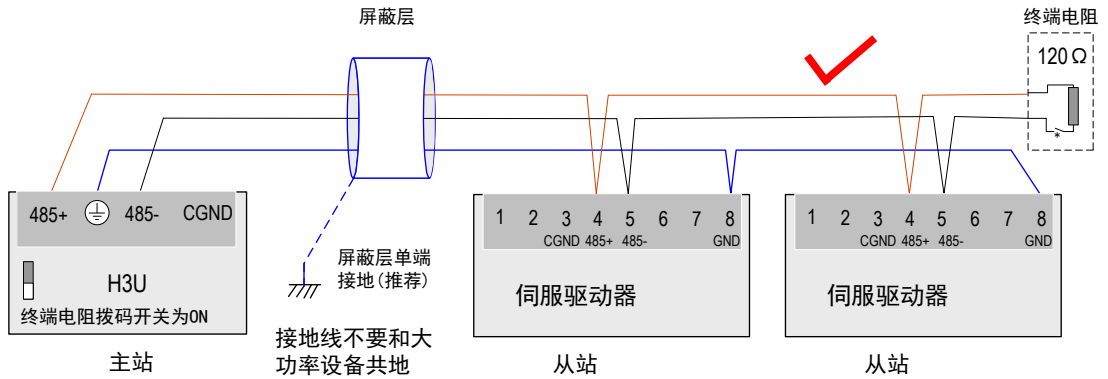 屏蔽层
终端电阻
120Ω
*
485+ 485- CGND
H3U
终端电阻拨码开关为ON
主站
屏蔽层单端
接地(推荐)
接地线不要和大
功率设备共地
1 2 3 4 5 6 7 8
CGND 485+ 485- GND
伺服驱动器
从站
1 2 3 4 5 6 7 8
CGND 485+ 485- GND
伺服驱动器
从站